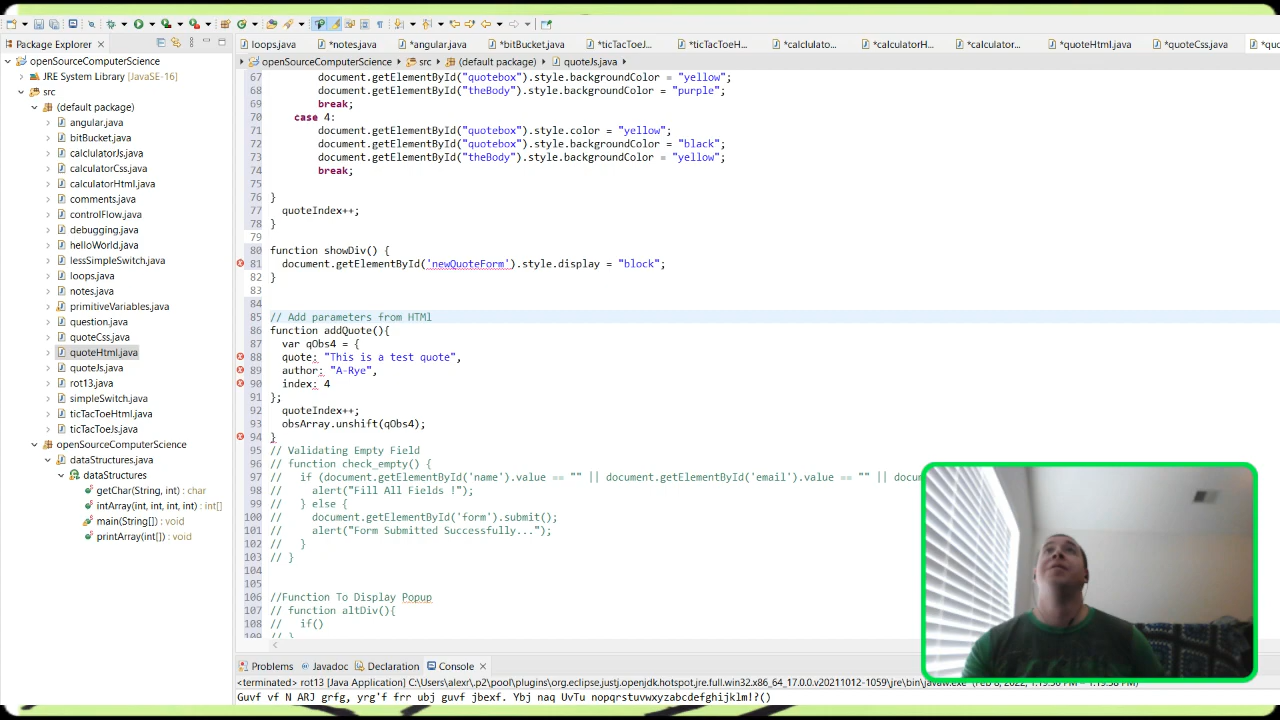 Package Explorer
openSourceComputerScience
JRE System Library [JavaSE-16]
src
(default package)
angular.java
bitBucket.java
calclulatorJs.java
calculatorCss.java
calculatorHtml.java
comments.java
controlFlow.java
debugging.java
helloWorld.java
lessSimpleSwitch.java
loops.java
notes.java
primitiveVariables.java
question.java
quoteCss.java
quoteHtml.java
quoteJs.java
rot13.java
simpleSwitch.java
ticTacToeHtml.java
ticTacToeJs.java
openSourceComputerScience
dataStructures.java
dataStructures
getChar(String, int) : char
intArray(int, int, int, int) : int[]
main(String[]) : void
printArray(int[]) : void
loops.java *notes.java *angular.java *bitBucket.java *ticTacToeJ... *ticTacToeH... *calclulato... *calculatorH... *calculator... *quoteHtml.java *quoteCss.java *quo
openSourceComputerScience src (default package) quoteJs.java
67 document.getElementById("quotebox").style.backgroundColor = "yellow";
68 document.getElementById("theBody").style.backgroundColor = "purple";
69 break;
70 case 4:
71 document.getElementById("quotebox").style.color = "yellow";
72 document.getElementById("quotebox").style.backgroundColor = "black";
73 document.getElementById("theBody").style.backgroundColor = "yellow";
74 break;
75
76 }
77 quoteIndex++;
78 }
79
80 function showDiv() {
81 document.getElementById('newQuoteForm').style.display = "block";
82 }
83
84
85 // Add parameters from HTMl
86 function addQuote(){
87 var qObs4 = {
88 quote: "This is a test quote",
89 author: "A-Rye",
90 index: 4
91 };
92 quoteIndex++;
93 obsArray.unshift(qObs4);
94 }
95 // Validating Empty Field
96 // function check_empty() {
97 // if (document.getElementById('name').value == "" || document.getElementById('email').value == "" || docu
98 // alert("Fill All Fields !");
99 // } else {
100 // document.getElementById('form').submit();
101 // alert("Form Submitted Successfully...");
102 // }
103 // }
104
105
106 //Function To Display Popup
107 // function altDiv(){
108 // if()
109 // }
Problems Javadoc Declaration Console
<terminated> rot13 [Java Application] C:\Users\alexi\.p2\pool\plugins\org.eclipse.justj.openjdk.hotspot.jre.full.win32.x86_64_17.0.0.v20211012-1059\jre\bin\javaw.exe
Guvf vf N ARJ grfg, yrg'f frr ubj guvf jbexf. Ybj naq UvTu nopqrstuvwxyzabcdefghijklm!?()